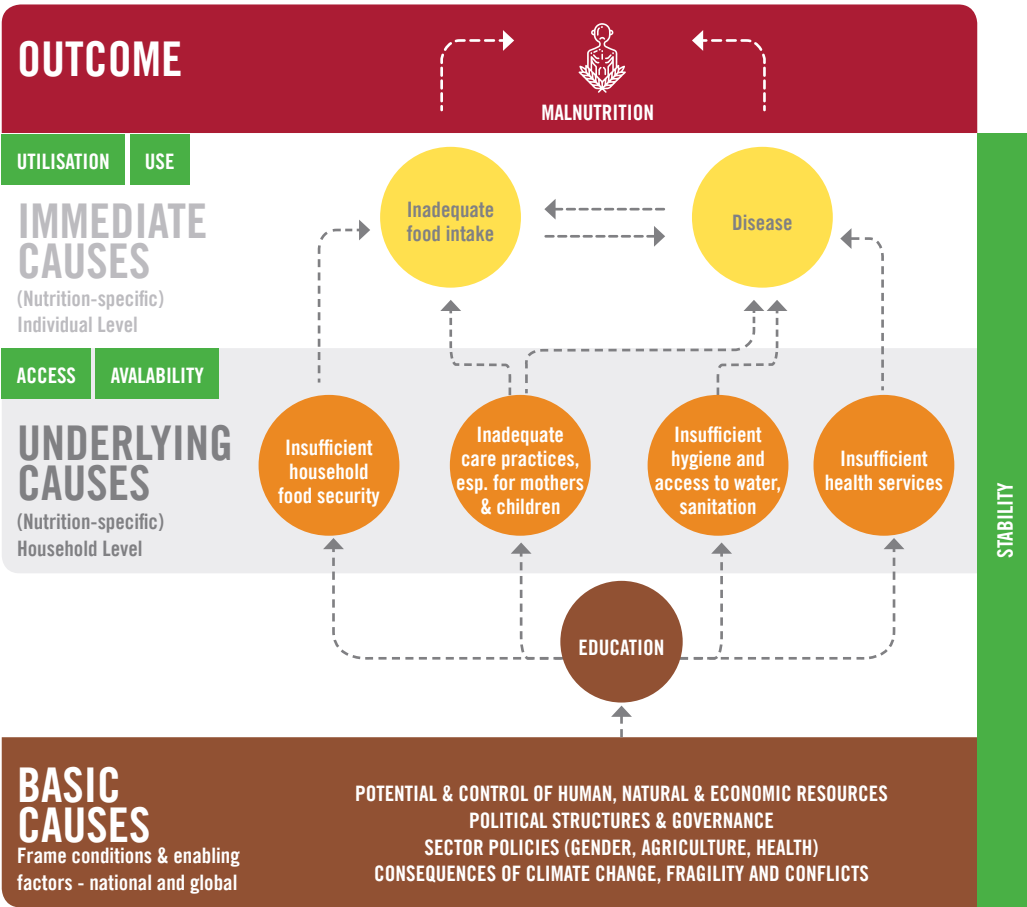 OUTCOME
MALNUTRITION
UTILISATION
USE
IMMEDIATE
CAUSES
(Nutrition-specific)
Individual Level
Inadequate
food intake
Disease
ACCESS
AVALABILITY
UNDERLYING
CAUSES
(Nutrition-specific)
Household Level
Insufficient
household
food security
Inadequate
care practices,
esp. for mothers
& children
Insufficient
hygiene and
access to water,
sanitation
Insufficient
health services
STABILITY
EDUCATION
BASIC
CAUSES
Frame conditions & enabling
factors - national and global
POTENTIAL & CONTROL OF HUMAN, NATURAL & ECONOMIC RESOURCES
POLITICAL STRUCTURES & GOVERNANCE
SECTOR POLICIES (GENDER, AGRICULTURE, HEALTH)
CONSEQUENCES OF CLIMATE CHANGE, FRAGILITY AND CONFLICTS